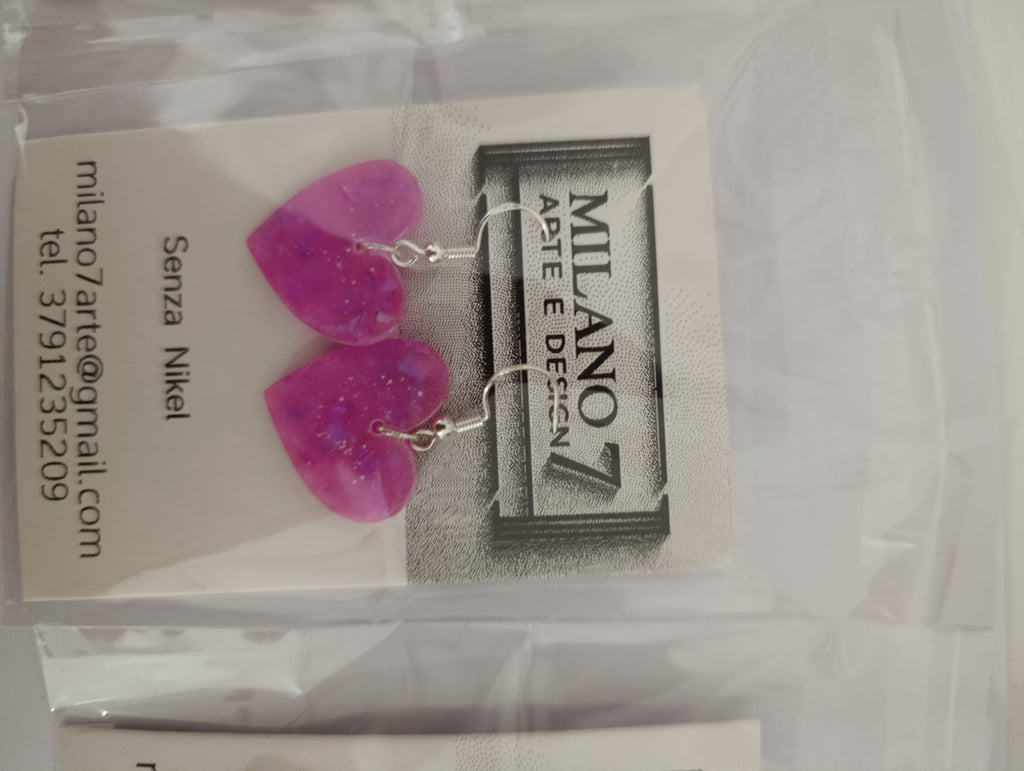 MILANO 7
ARTE E DESIGN
Senza Nikel
milano7arte@gmail.com
tel. 3791235209